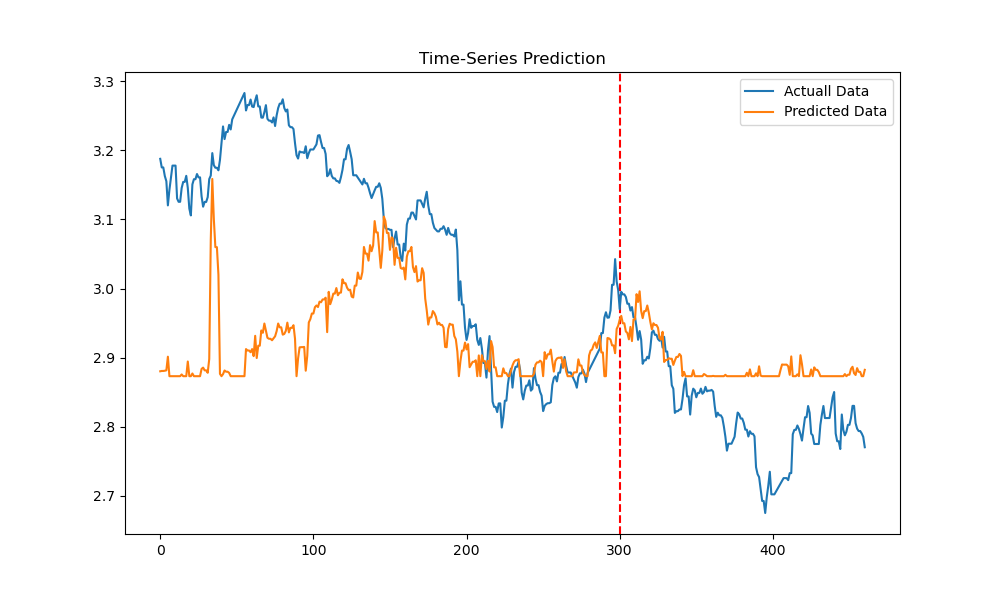 Time-Series Prediction
Actuall Data
Predicted Data
3.3
3.2
3.1
3.0
2.9
2.8
2.7
0 100 200 300 400